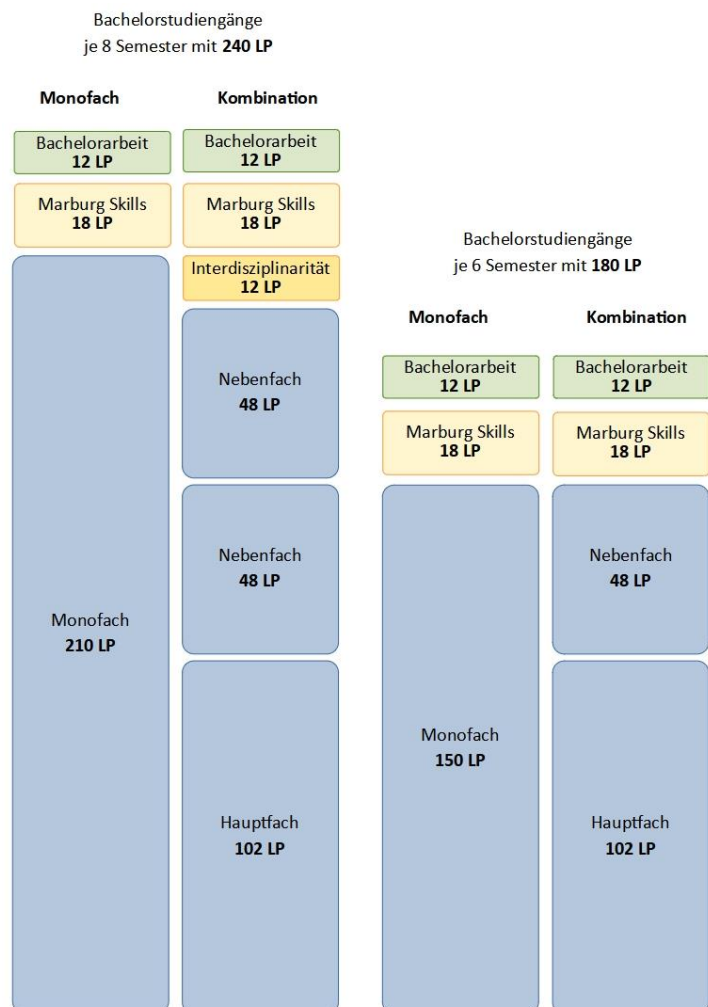 Bachelorstudiengänge
je 8 Semester mit 240 LP
Monofach
Kombination
Bachelorarbeit
12 LP
Marburg Skills
18 LP
Monofach
210 LP
Bachelorarbeit
12 LP
Marburg Skills
18 LP
Interdisziplinarität
12 LP
Nebenfach
48 LP
Nebenfach
48 LP
Hauptfach
102 LP
Bachelorstudiengänge
je 6 Semester mit 180 LP
Monofach
Kombination
Bachelorarbeit
12 LP
Marburg Skills
18 LP
Monofach
150 LP
Bachelorarbeit
12 LP
Marburg Skills
18 LP
Nebenfach
48 LP
Hauptfach
102 LP